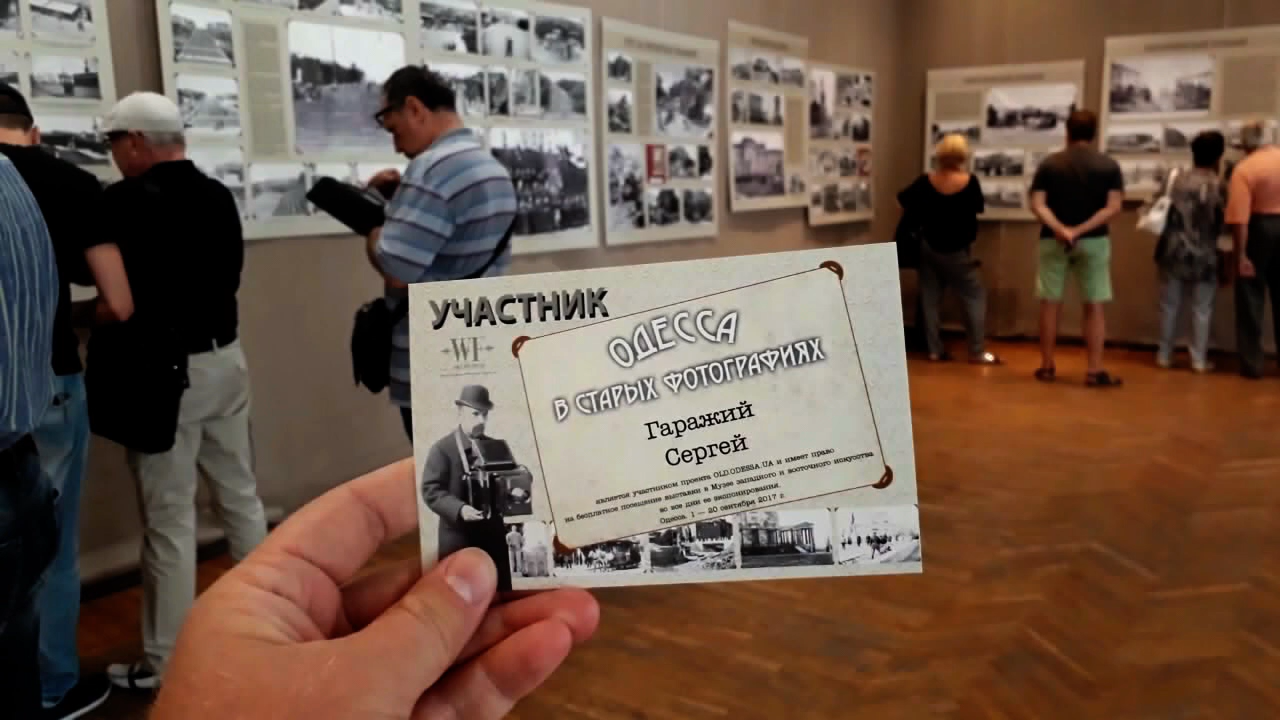 УЧАСТНИК
WF
ОДЕССА
В СТАРЫХ ФОТОГРАФИЯХ
Гаражий
Сергей
является участником проекта OLD.ODESSA.UA и имеет право
на бесплатное посещение выставки в Музее западного и восточного искусства
во все дни ее экспонирования.
Одесса. 1 — 20 сентября 2017 г.